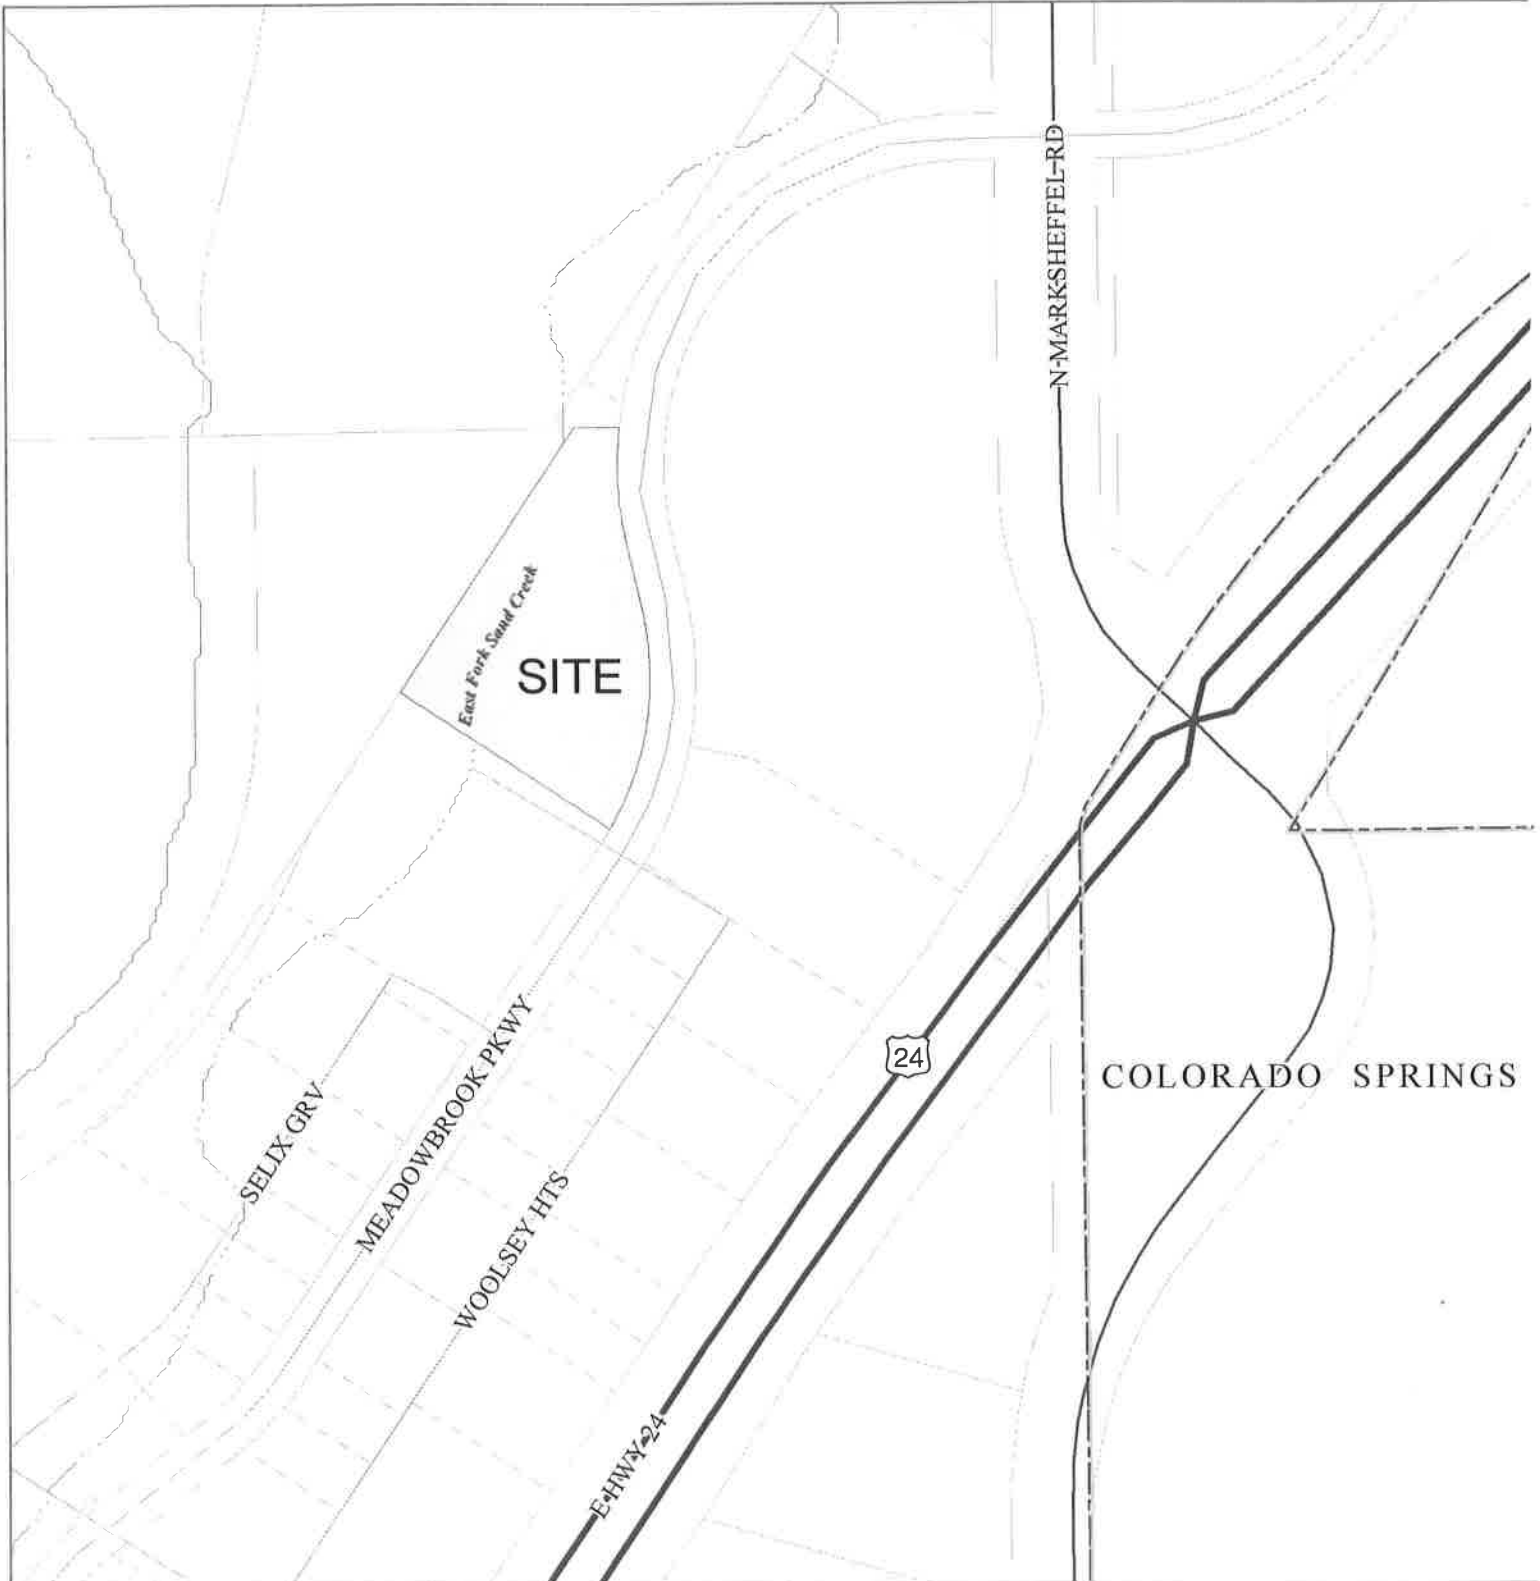 N MARKSHEFFEL RD
East Fork Sand Creek
SITE
24
COLORADO SPRINGS
SELIX GRV
MEADOWBROOK PKWY
WOOLSEY HTS
E HWY 24